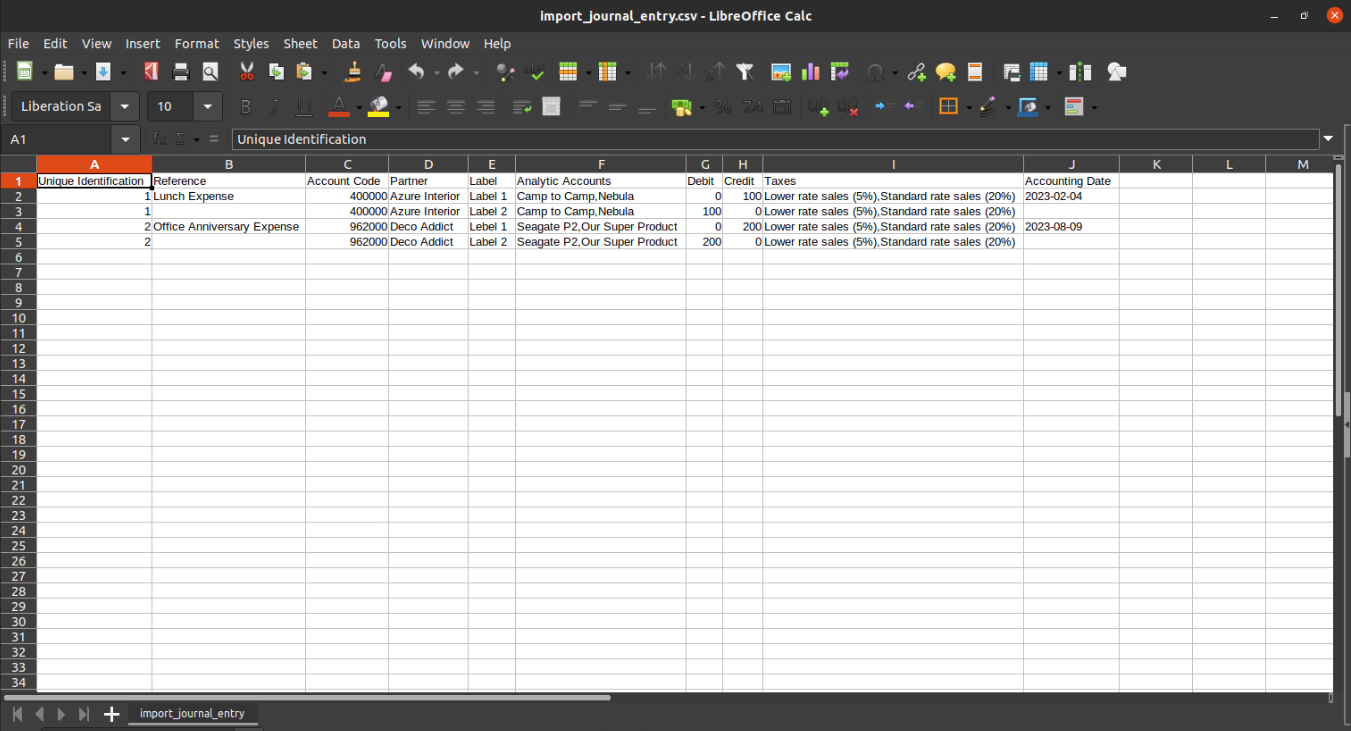 import_journal_entry.csv - LibreOffice Calc
File Edit View Insert Format Styles Sheet Data Tools Window Help
Liberation Sa 10
A1 Unique Identification
A B C D E F G H I J K L M
1 Unique Identification Reference Account Code Partner Label Analytic Accounts Debit Credit Taxes Accounting Date
2 1 Lunch Expense 400000 Azure Interior Label 1 Camp to Camp,Nebula 0 100 Lower rate sales (5%),Standard rate sales (20%) 2023-02-04
3 1 400000 Azure Interior Label 2 Camp to Camp,Nebula 100 0 Lower rate sales (5%),Standard rate sales (20%)
4 2 Office Anniversary Expense 962000 Deco Addict Label 1 Seagate P2,Our Super Product 0 200 Lower rate sales (5%),Standard rate sales (20%) 2023-08-09
5 2 962000 Deco Addict Label 2 Seagate P2,Our Super Product 200 0 Lower rate sales (5%),Standard rate sales (20%)
6
7
8
9
10
11
12
13
14
15
16
17
18
19
20
21
22
23
24
25
26
27
28
29
30
31
32
33
34
import_journal_entry